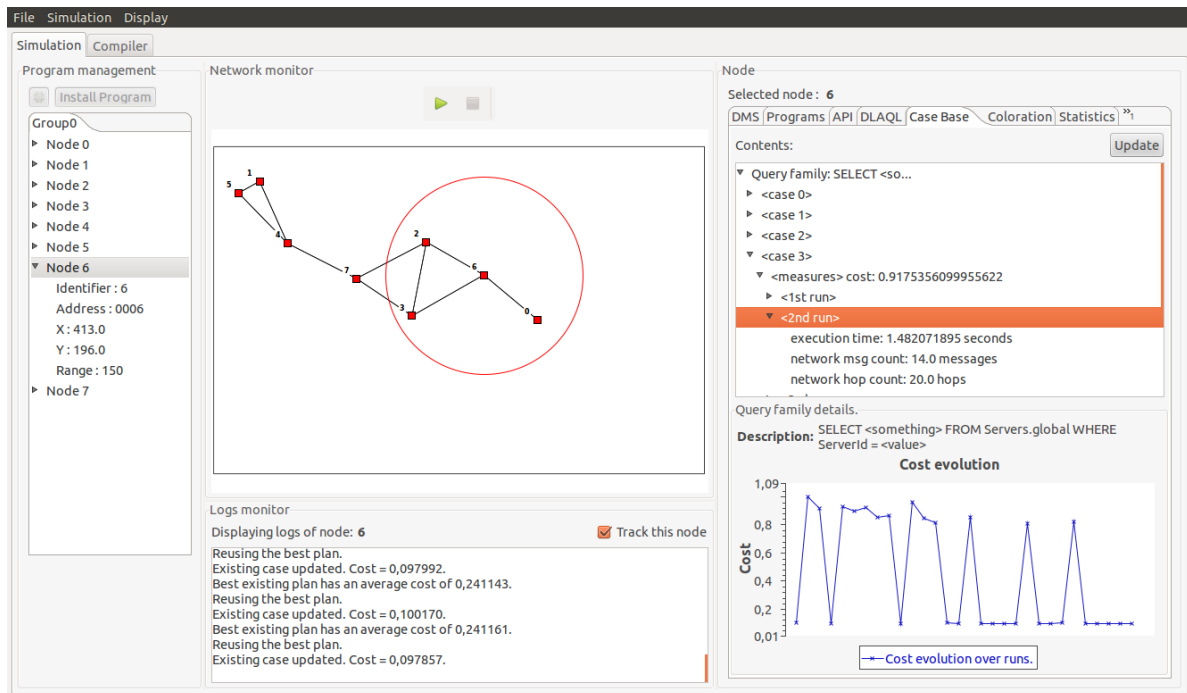 File Simulation Display
Simulation Compiler
Program management
Install Program
Group0
Node 0
Node 1
Node 2
Node 3
Node 4
Node 5
Node 6
Identifier : 6
Address : 0006
X : 413.0
Y : 196.0
Range : 150
Node 7
Network monitor
1
5
4
2
7
6
3
0
Logs monitor
Displaying logs of node: 6
Track this node
Reusing the best plan.
Existing case updated. Cost = 0,097992.
Best existing plan has an average cost of 0,241143.
Reusing the best plan.
Existing case updated. Cost = 0,100170.
Best existing plan has an average cost of 0,241161.
Reusing the best plan.
Existing case updated. Cost = 0,097857.
Node
Selected node : 6
DMS Programs API DLAQL Case Base Coloration Statistics »1
Contents:
Update
Query family: SELECT <so...
<case 0>
<case 1>
<case 2>
<case 3>
<measures> cost: 0.9175356099955622
<1st run>
<2nd run>
execution time: 1.482071895 seconds
network msg count: 14.0 messages
network hop count: 20.0 hops
Query family details.
Description: SELECT <something> FROM Servers.global WHERE
ServerId = <value>
Cost evolution
Cost
1,09
0,8
0,6
0,4
0,2
0,01
Cost evolution over runs.